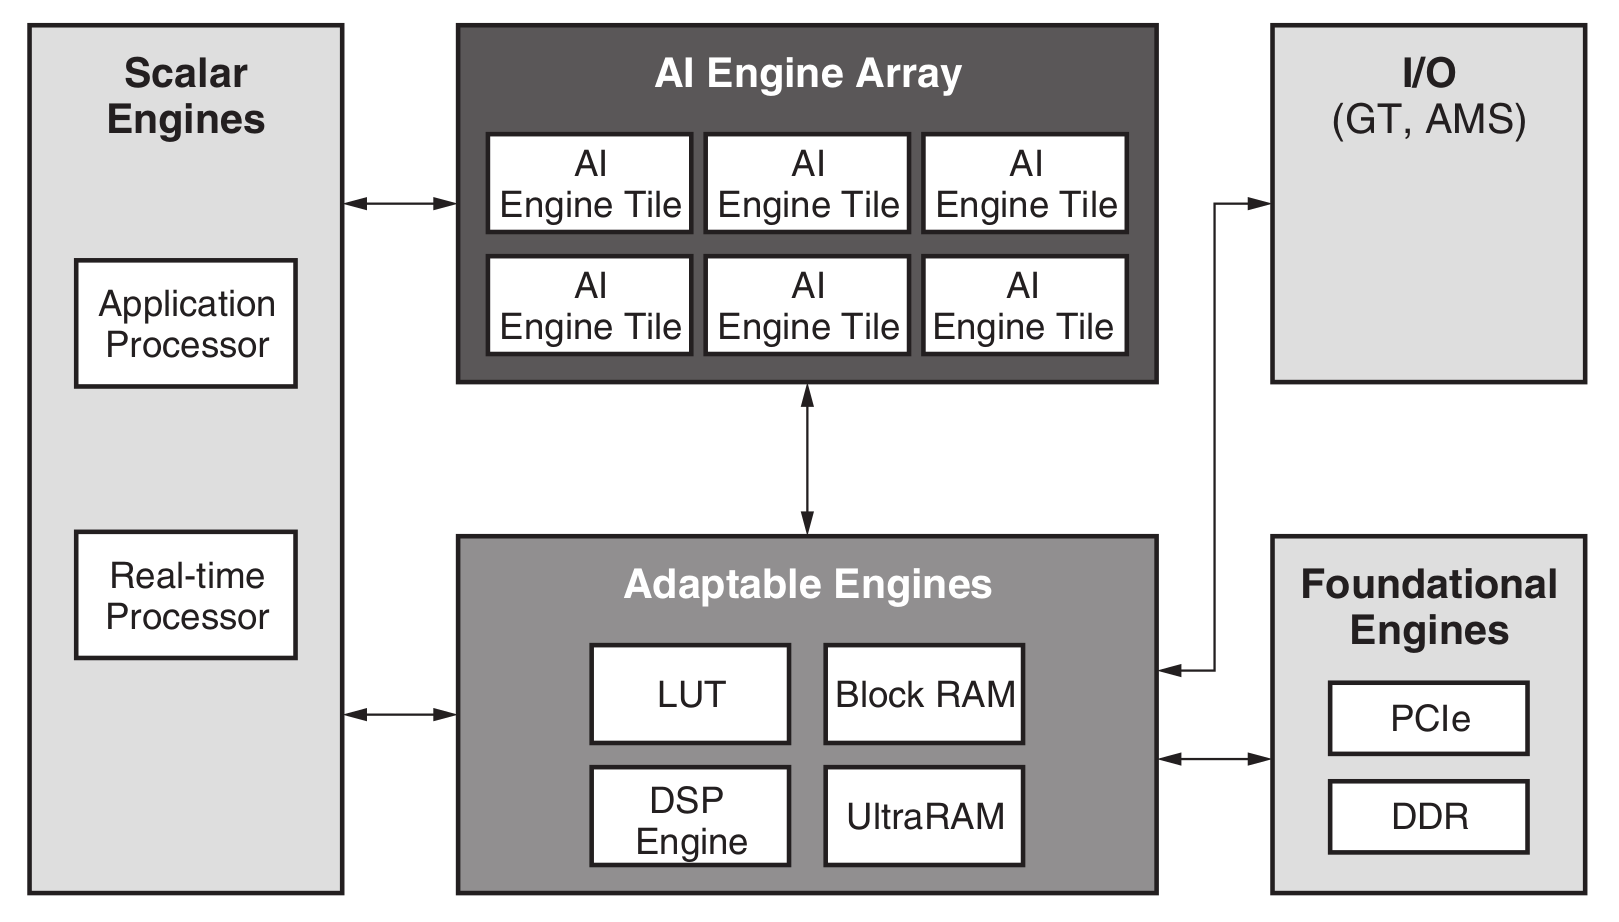 Scalar
Engines
Application
Processor
Real-time
Processor
AI Engine Array
AI
Engine Tile
AI
Engine Tile
AI
Engine Tile
AI
Engine Tile
AI
Engine Tile
AI
Engine Tile
Adaptable Engines
LUT
Block RAM
DSP
Engine
UltraRAM
I/O
(GT, AMS)
Foundational
Engines
PCIe
DDR